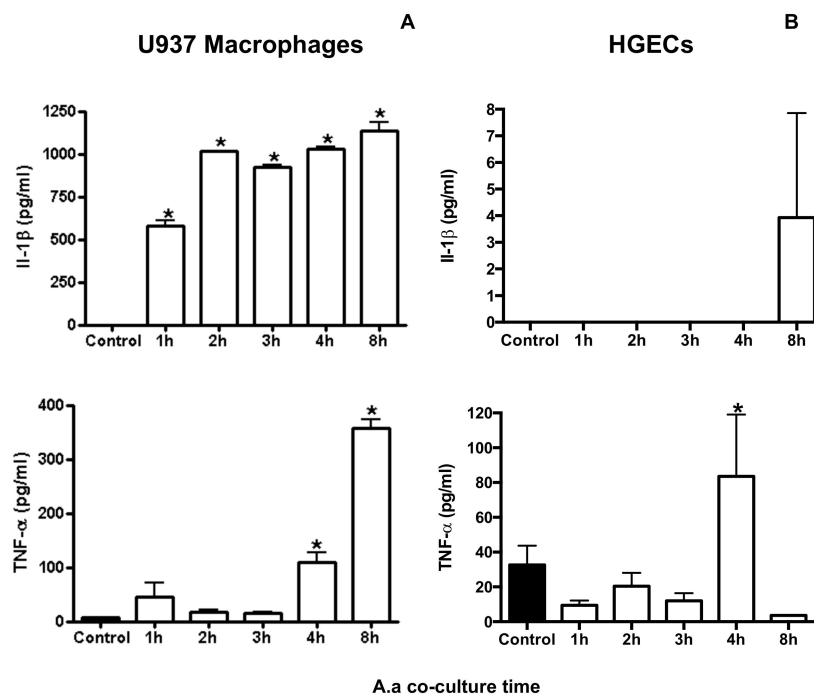 A
U937 Macrophages
B
HGECs
Il-1β (pg/ml)
1250
1000
750
500
250
0
* * * * *
Control 1h 2h 3h 4h 8h
Il-1β (pg/ml)
8
7
6
5
4
3
2
1
0
Control 1h 2h 3h 4h 8h
TNF-α (pg/ml)
400
300
200
100
0
* *
Control 1h 2h 3h 4h 8h
TNF-α (pg/ml)
120
100
80
60
40
20
0
*
Control 1h 2h 3h 4h 8h
A.a co-culture time